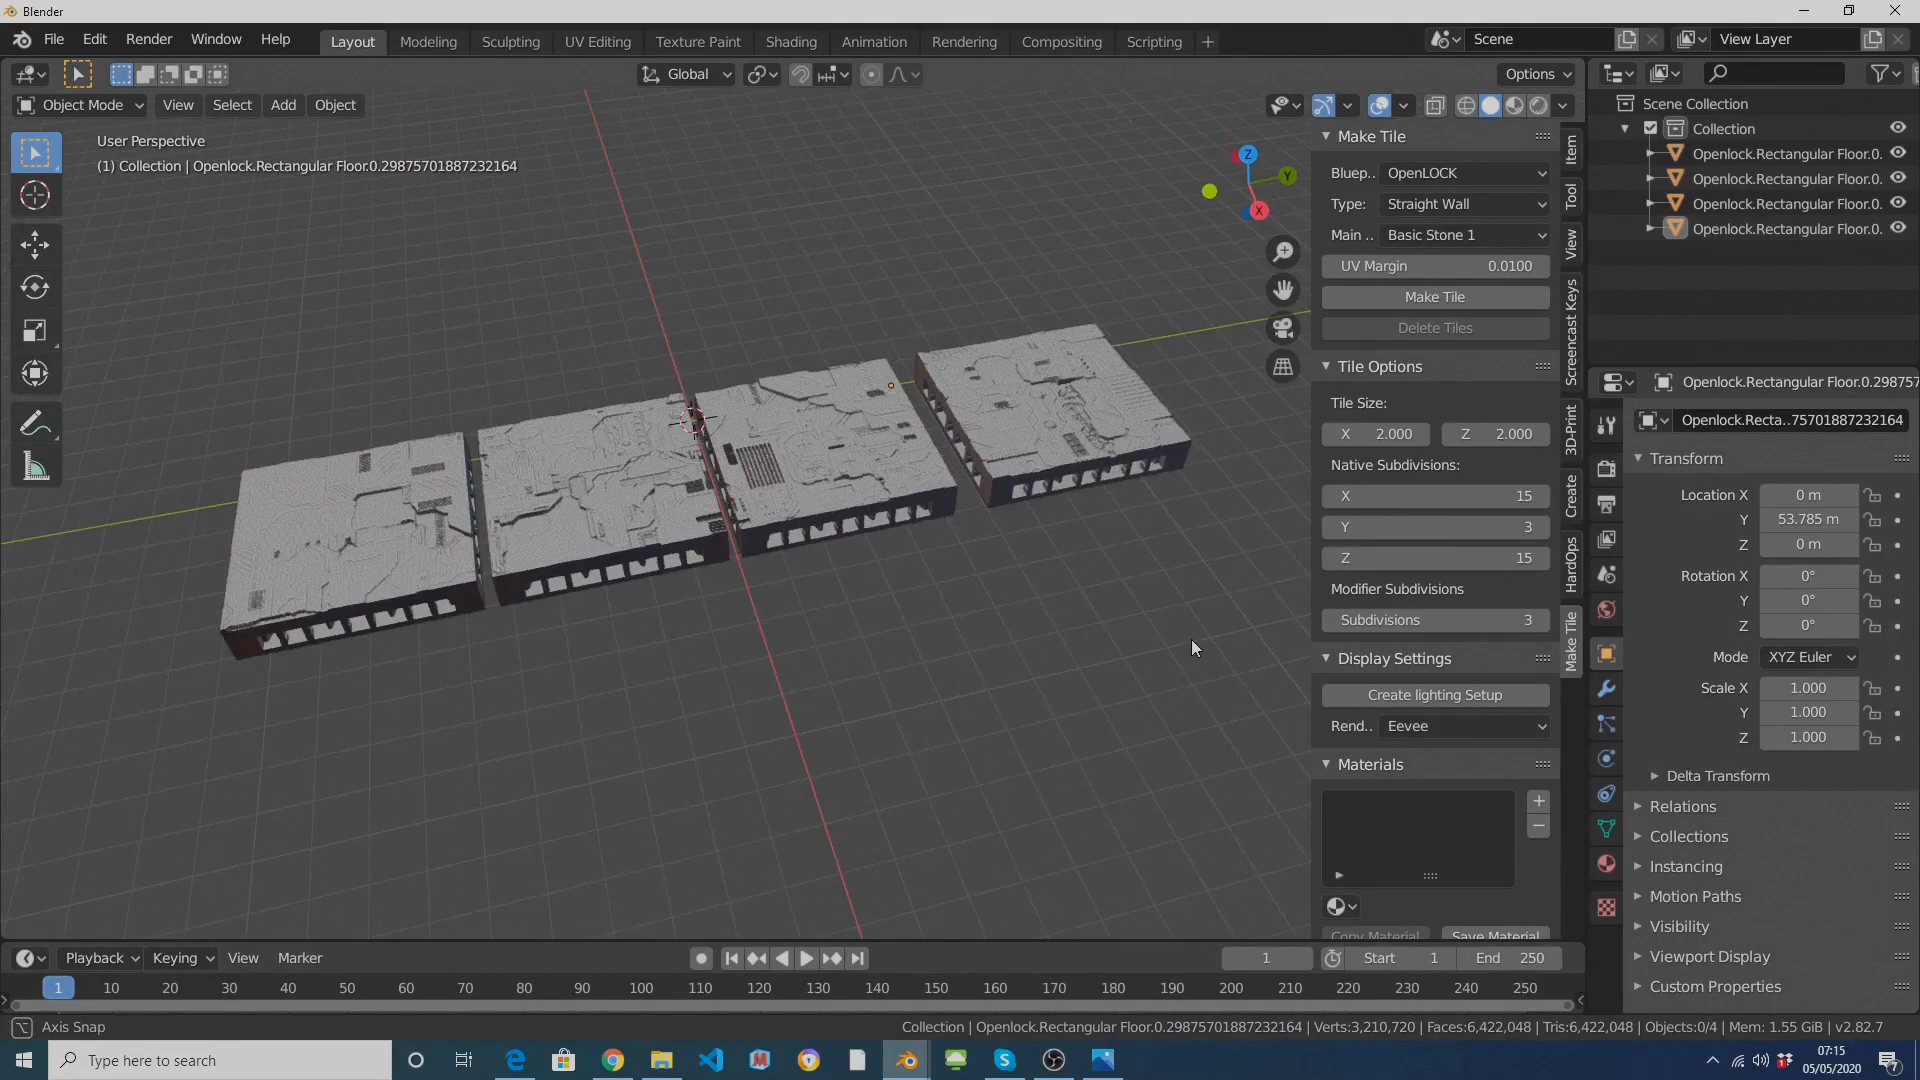 Blender
File Edit Render Window Help
Layout Modeling Sculpting UV Editing Texture Paint Shading Animation Rendering Compositing Scripting +
Scene
View Layer
Global
Options
Object Mode View Select Add Object
User Perspective
(1) Collection | Openlock.Rectangular Floor.0.29875701887232164
Z
Y
X
Make Tile
Bluep.. OpenLOCK
Type: Straight Wall
Main .. Basic Stone 1
UV Margin 0.0100
Make Tile
Delete Tiles
Tile Options
Tile Size:
X 2.000 Z 2.000
Native Subdivisions:
X 15
Y 3
Z 15
Modifier Subdivisions
Subdivisions 3
Display Settings
Create lighting Setup
Rend.. Eevee
Materials
Copy Material Save Material
Item
Tool
View
Screencast Keys
3D-Print
Create
HardOps
Make Tile
Scene Collection
Collection
Openlock.Rectangular Floor.0.
Openlock.Rectangular Floor.0.
Openlock.Rectangular Floor.0.
Openlock.Rectangular Floor.0.
Openlock.Rectangular Floor.0.29875
Openlock.Recta..75701887232164
Transform
Location X 0 m
Y 53.785 m
Z 0 m
Rotation X 0°
Y 0°
Z 0°
Mode XYZ Euler
Scale X 1.000
Y 1.000
Z 1.000
Delta Transform
Relations
Collections
Instancing
Motion Paths
Visibility
Viewport Display
Custom Properties
Playback Keying View Marker
1 Start 1 End 250
1 10 20 30 40 50 60 70 80 90 100 110 120 130 140 150 160 170 180 190 200 210 220 230 240 250
Axis Snap
Collection | Openlock.Rectangular Floor.0.29875701887232164 | Verts:3,210,720 | Faces:6,422,048 | Tris:6,422,048 | Objects:0/4 | Mem: 1.55 GiB | v2.82.7
Type here to search
07:15
05/05/2020
7